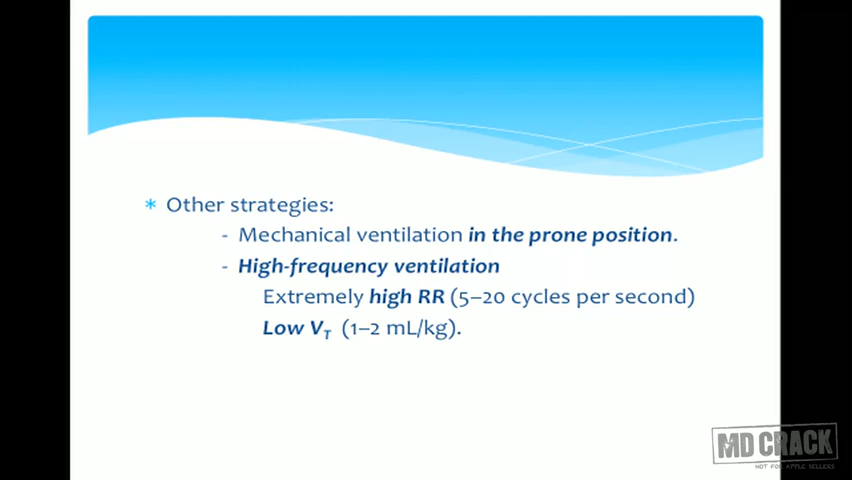 * Other strategies:
- Mechanical ventilation in the prone position.
- High-frequency ventilation
Extremely high RR (5–20 cycles per second)
Low VT (1–2 mL/kg).
MD CRACK
NOT FOR APPLE SELLERS